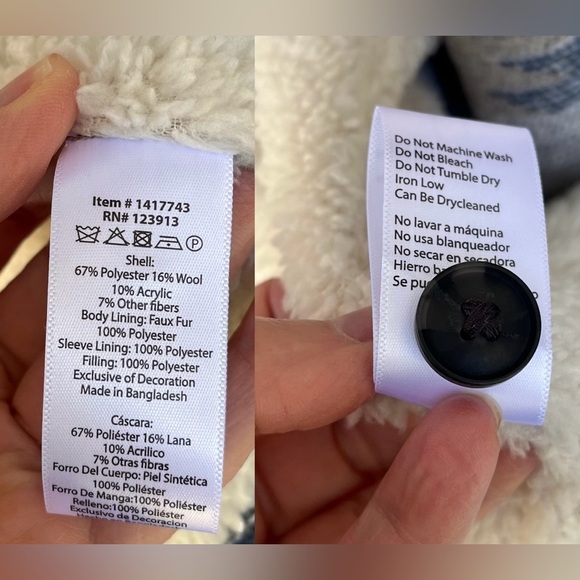 Item # 1417743
RN# 123913
P
Shell:
67% Polyester 16% Wool
10% Acrylic
7% Other fibers
Body Lining: Faux Fur
100% Polyester
Sleeve Lining: 100% Polyester
Filling: 100% Polyester
Exclusive of Decoration
Made in Bangladesh
Cáscara:
67% Poliéster 16% Lana
10% Acrílico
7% Otras fibras
Forro Del Cuerpo: Piel Sintética
100% Poliéster
Forro De Manga:100% Poliéster
Relleno:100% Poliéster
Exclusivo de Decoracion
Do Not Machine Wash
Do Not Bleach
Do Not Tumble Dry
Iron Low
Can Be Drycleaned
No lavar a máquina
No usa blanqueador
No secar en secadora
Hierro
Se